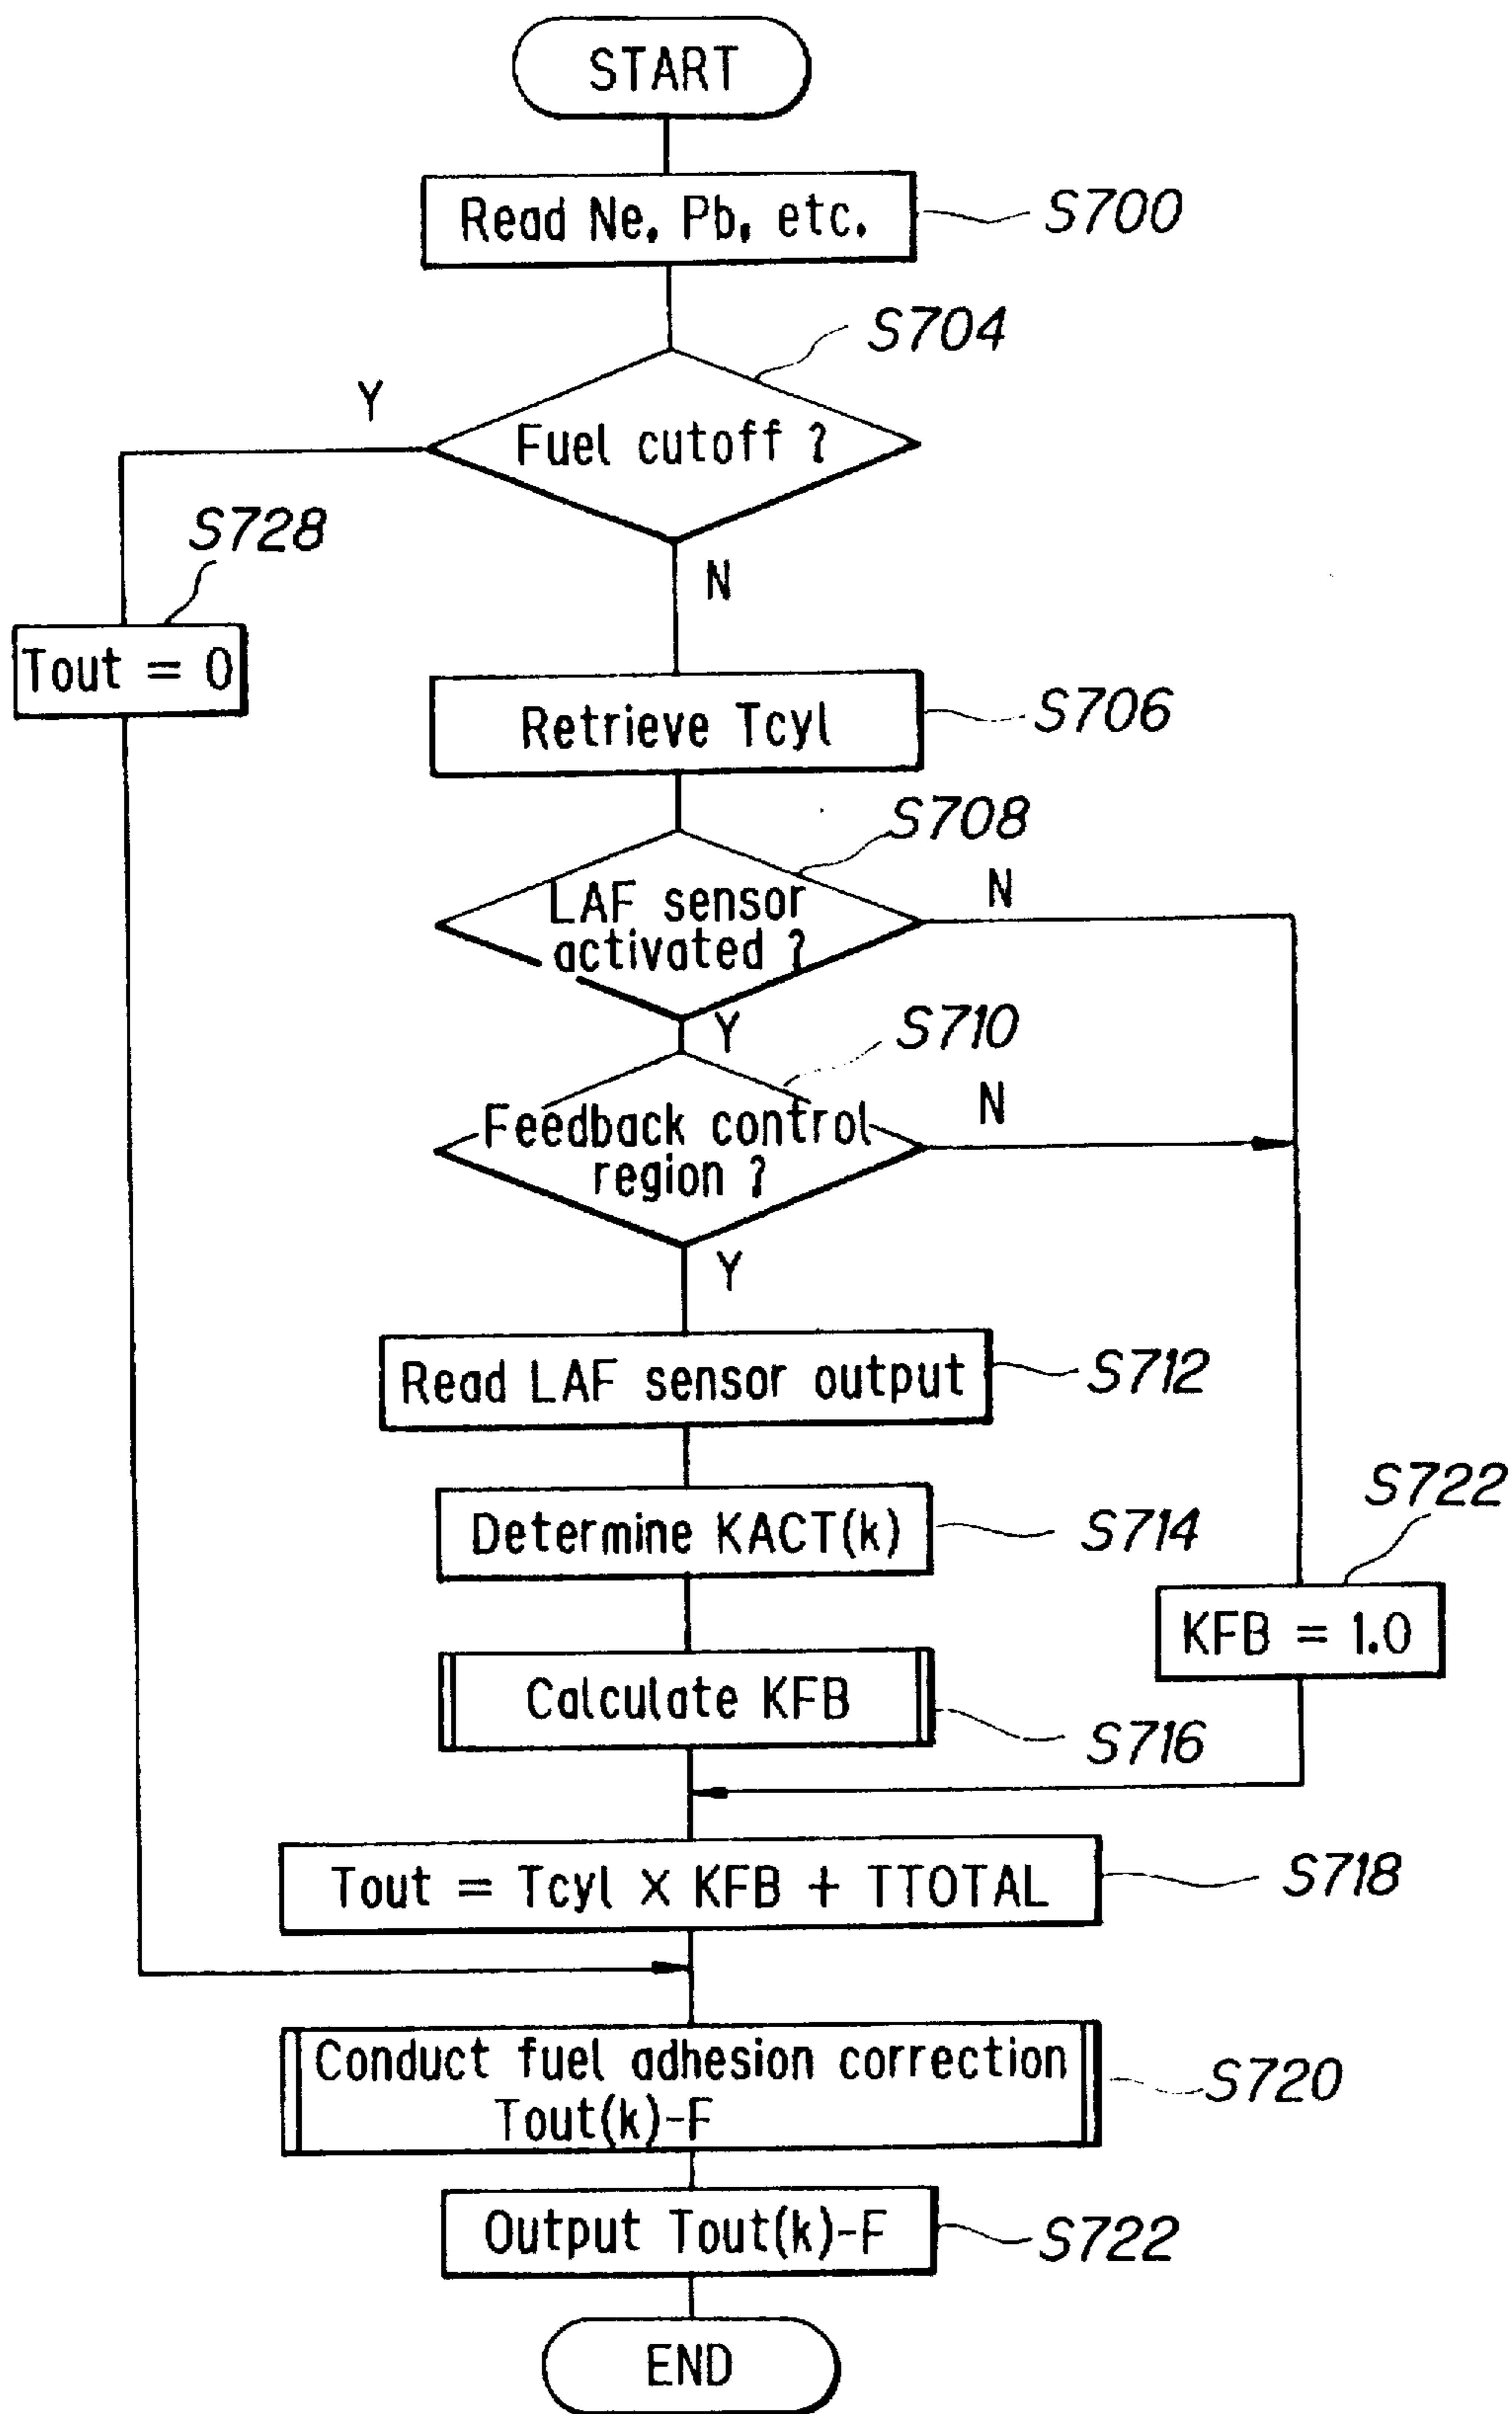 START
Read Ne, Pb, etc.
S700
S704
Y
Fuel cutoff ?
S728
N
Tout = 0
Retrieve Tcyl
S706
S708
LAF sensor
activated ?
N
Y
S710
Feedback control
region ?
N
Y
Read LAF sensor output
S712
Determine KACT(k)
S714
S722
KFB = 1.0
Calculate KFB
S716
Tout = Tcyl × KFB + TTOTAL
S718
Conduct fuel adhesion correction
Tout(k)-F
S720
Output Tout(k)-F
S722
END